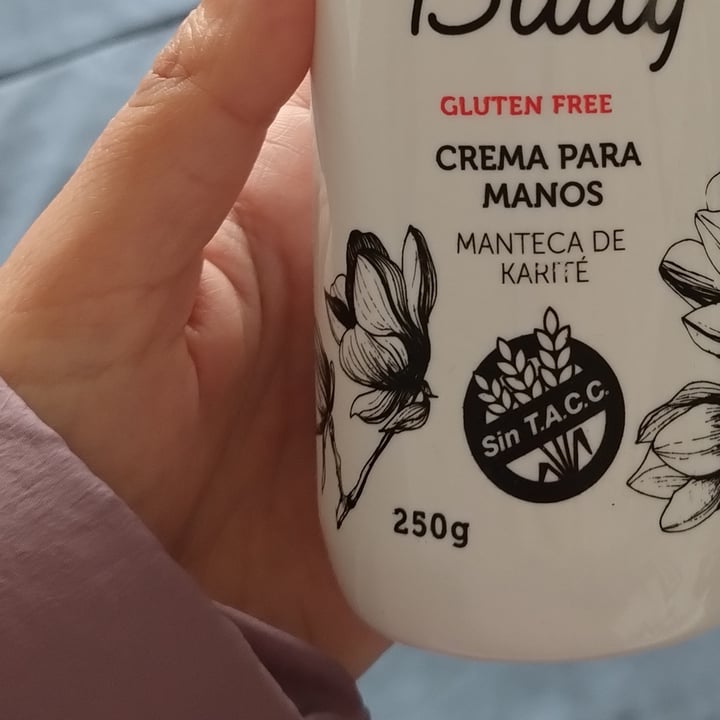 GLUTEN FREE
CREMA PARA
MANOS
MANTECA DE
KARITÉ
Sin T.A.C.C.
250g